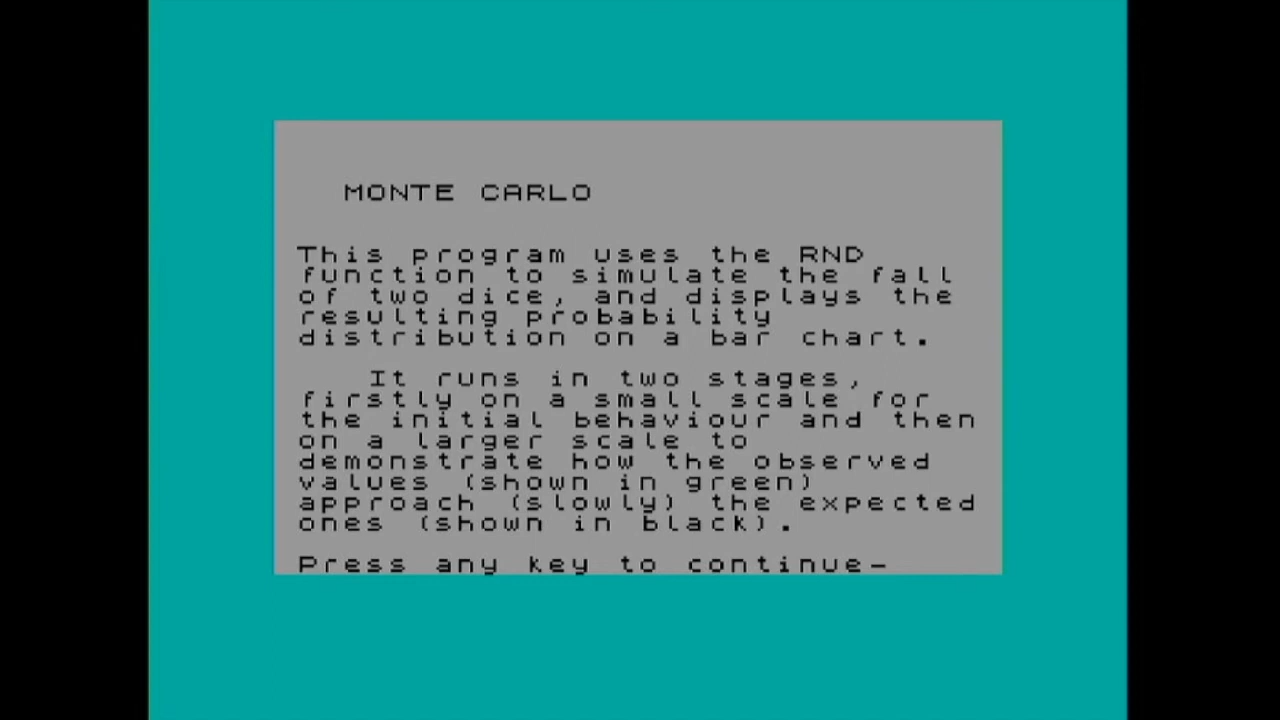 MONTE CARLO
This program uses the RND
function to simulate the fall
of two dice, and displays the
resulting probability
distribution on a bar chart.
It runs in two stages,
firstly on a small scale for
the initial behaviour and then
on a larger scale to
demonstrate how the observed
values (shown in green)
approach (slowly) the expected
ones (shown in black).
Press any key to continue-